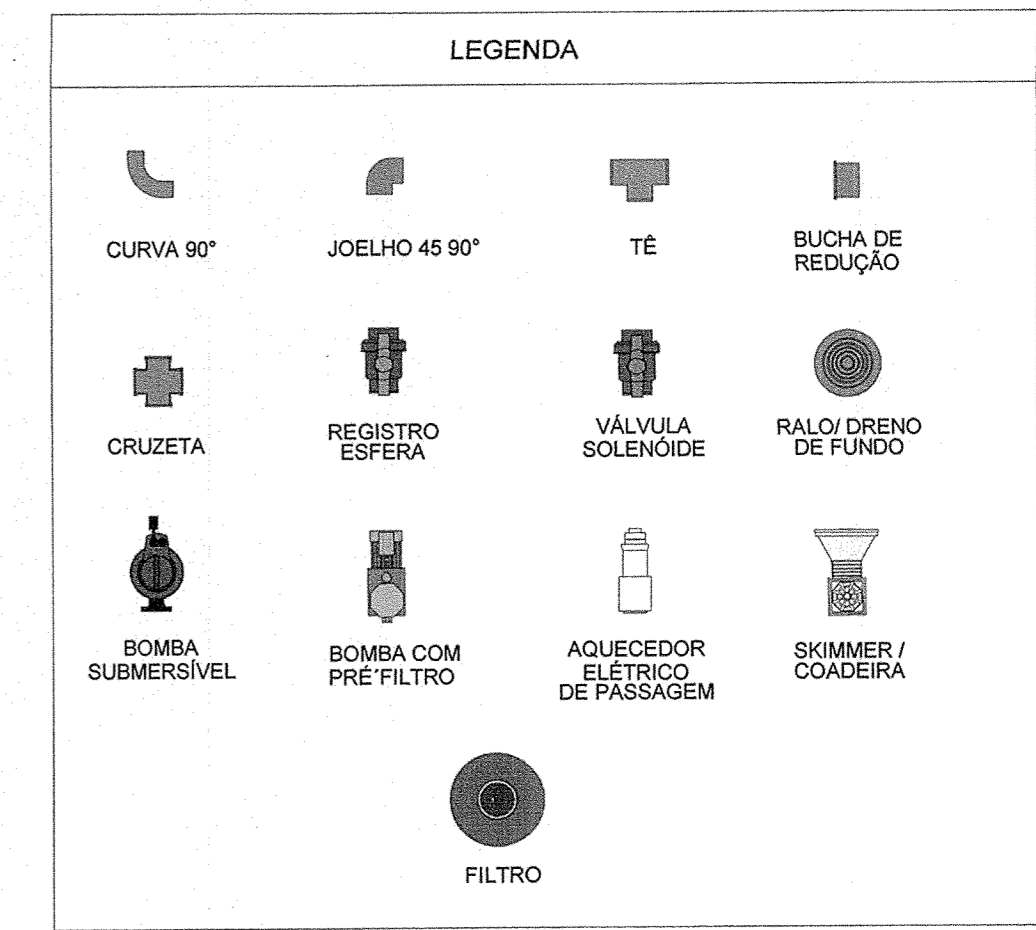 LEGENDA
CURVA 90°
JOELHO 45 90°
TÊ
BUCHA DE
REDUÇÃO
CRUZETA
REGISTRO
ESFERA
VÁLVULA
SOLENÓIDE
RALO/ DRENO
DE FUNDO
BOMBA
SUBMERSÍVEL
BOMBA COM
PRÉ´FILTRO
AQUECEDOR
ELÉTRICO
DE PASSAGEM
SKIMMER /
COADEIRA
FILTRO